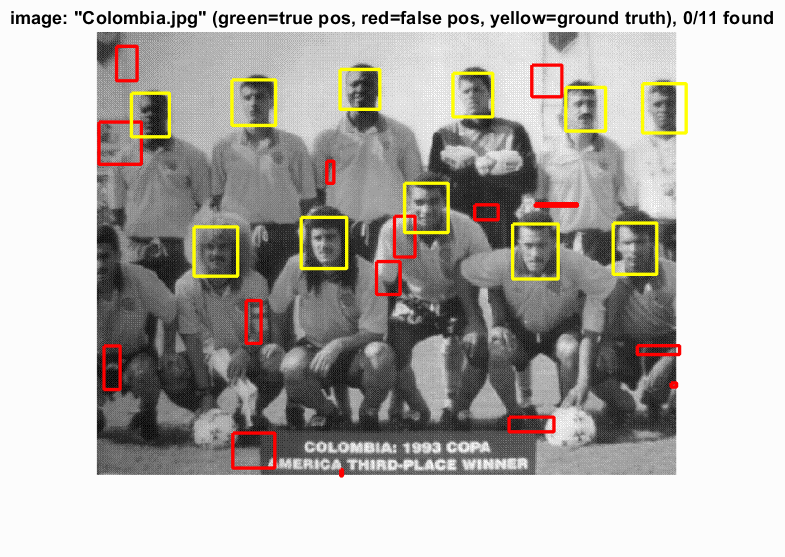 image: "Colombia.jpg" (green=true pos, red=false pos, yellow=ground truth), 0/11 found
COLOMBIA: 1993 COPA
AMERICA THIRD-PLACE WINNER